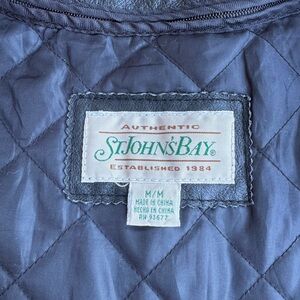 AUTHENTIC
ST. JOHN'S BAY®
ESTABLISHED 1984
M/M
MADE IN CHINA
HECHO EN CHINA
RN 93677